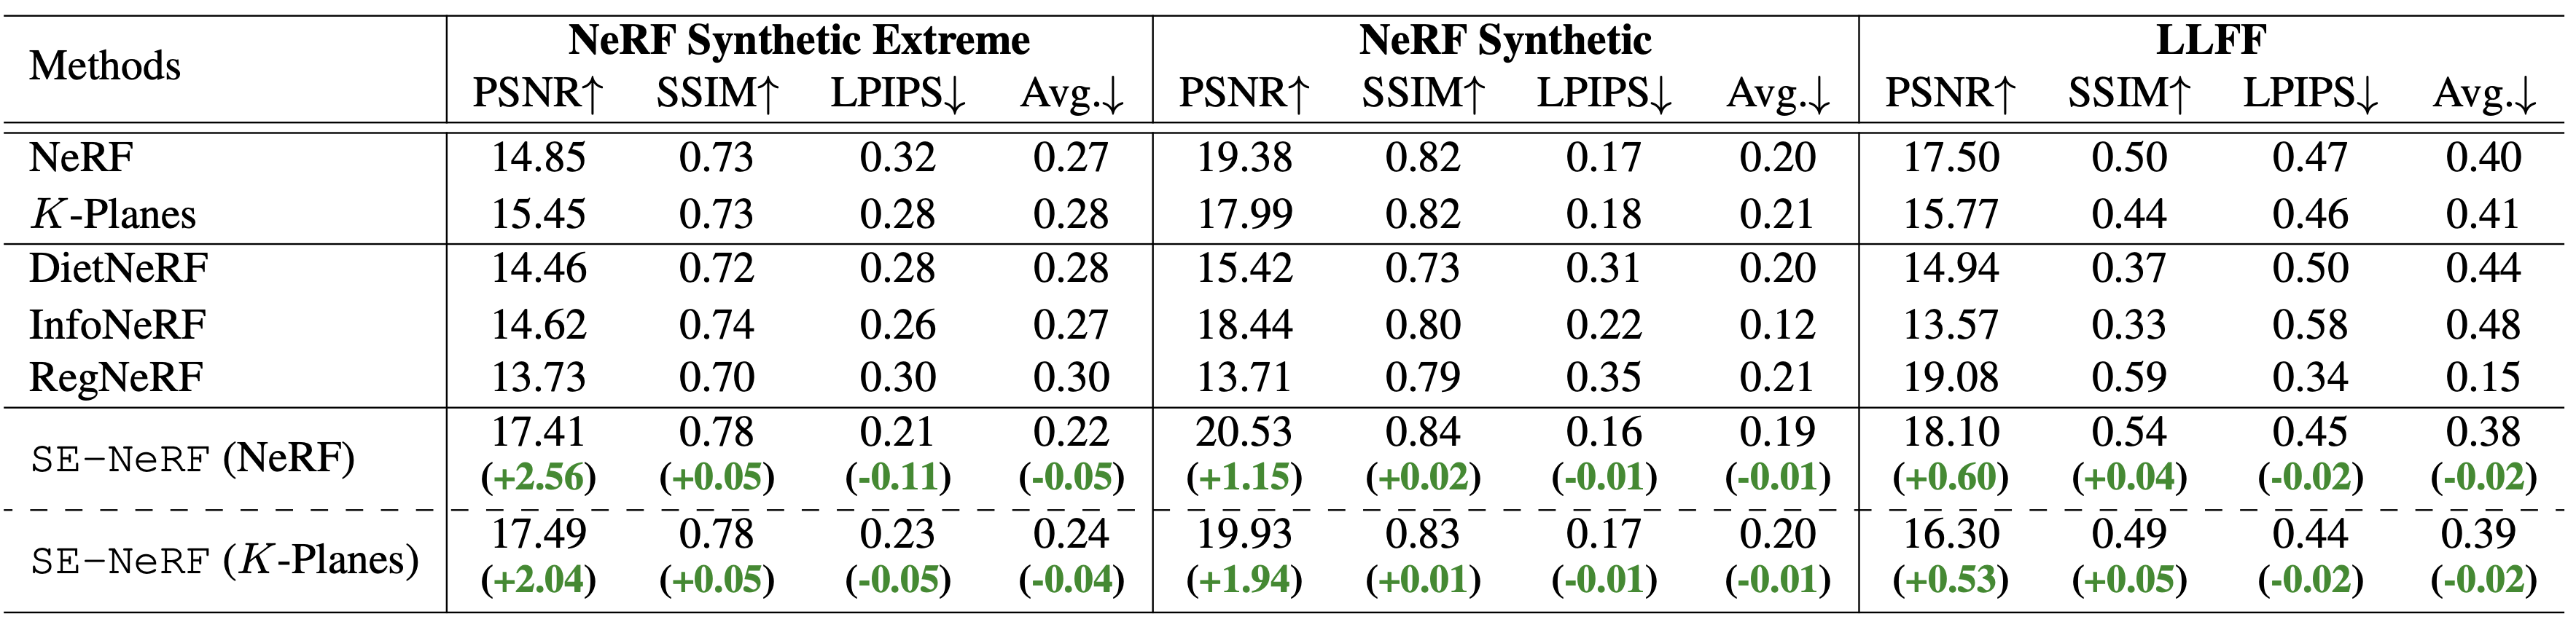 Methods NeRF Synthetic Extreme NeRF Synthetic LLFF
PSNR↑ SSIM↑ LPIPS↓ Avg.↓ PSNR↑ SSIM↑ LPIPS↓ Avg.↓ PSNR↑ SSIM↑ LPIPS↓ Avg.↓
NeRF 14.85 0.73 0.32 0.27 19.38 0.82 0.17 0.20 17.50 0.50 0.47 0.40
K-Planes 15.45 0.73 0.28 0.28 17.99 0.82 0.18 0.21 15.77 0.44 0.46 0.41
DietNeRF 14.46 0.72 0.28 0.28 15.42 0.73 0.31 0.20 14.94 0.37 0.50 0.44
InfoNeRF 14.62 0.74 0.26 0.27 18.44 0.80 0.22 0.12 13.57 0.33 0.58 0.48
RegNeRF 13.73 0.70 0.30 0.30 13.71 0.79 0.35 0.21 19.08 0.59 0.34 0.15
SE-NeRF (NeRF) 17.41 0.78 0.21 0.22 20.53 0.84 0.16 0.19 18.10 0.54 0.45 0.38
(+2.56) (+0.05) (-0.11) (-0.05) (+1.15) (+0.02) (-0.01) (-0.01) (+0.60) (+0.04) (-0.02) (-0.02)
SE-NeRF (K-Planes) 17.49 0.78 0.23 0.24 19.93 0.83 0.17 0.20 16.30 0.49 0.44 0.39
(+2.04) (+0.05) (-0.05) (-0.04) (+1.94) (+0.01) (-0.01) (-0.01) (+0.53) (+0.05) (-0.02) (-0.02)